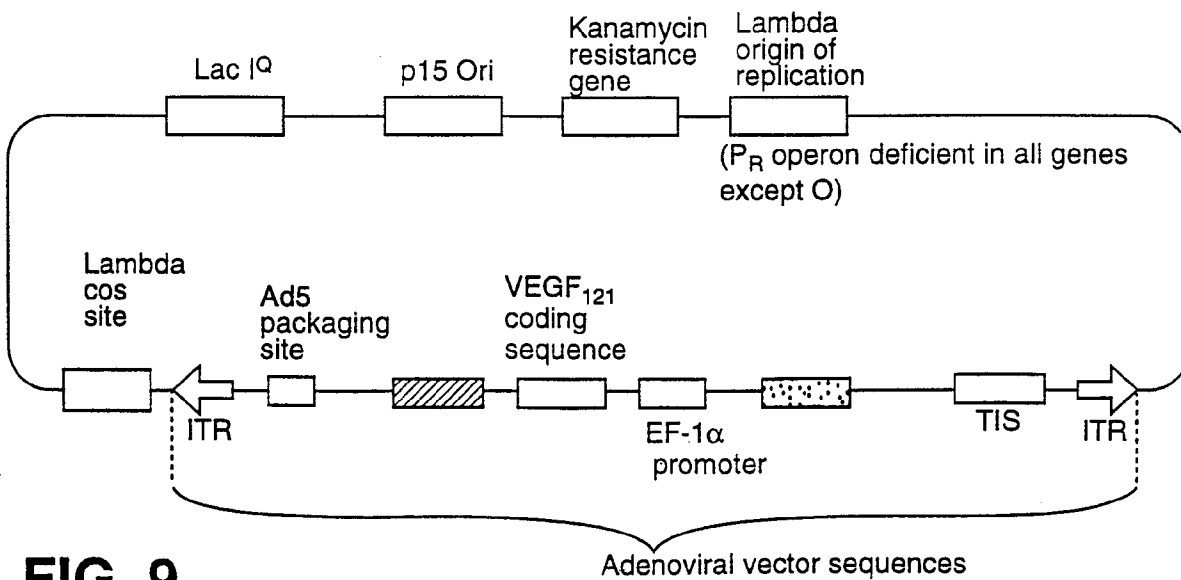 Lac I^Q
p15 Ori
Kanamycin
resistance
gene
Lambda
origin of
replication
(P_R operon deficient in all genes
except O)
Lambda
cos
site
Ad5
packaging
site
VEGF_121
coding
sequence
ITR
EF-1α
promoter
TIS
ITR
Adenoviral vector sequences
FIG. 9